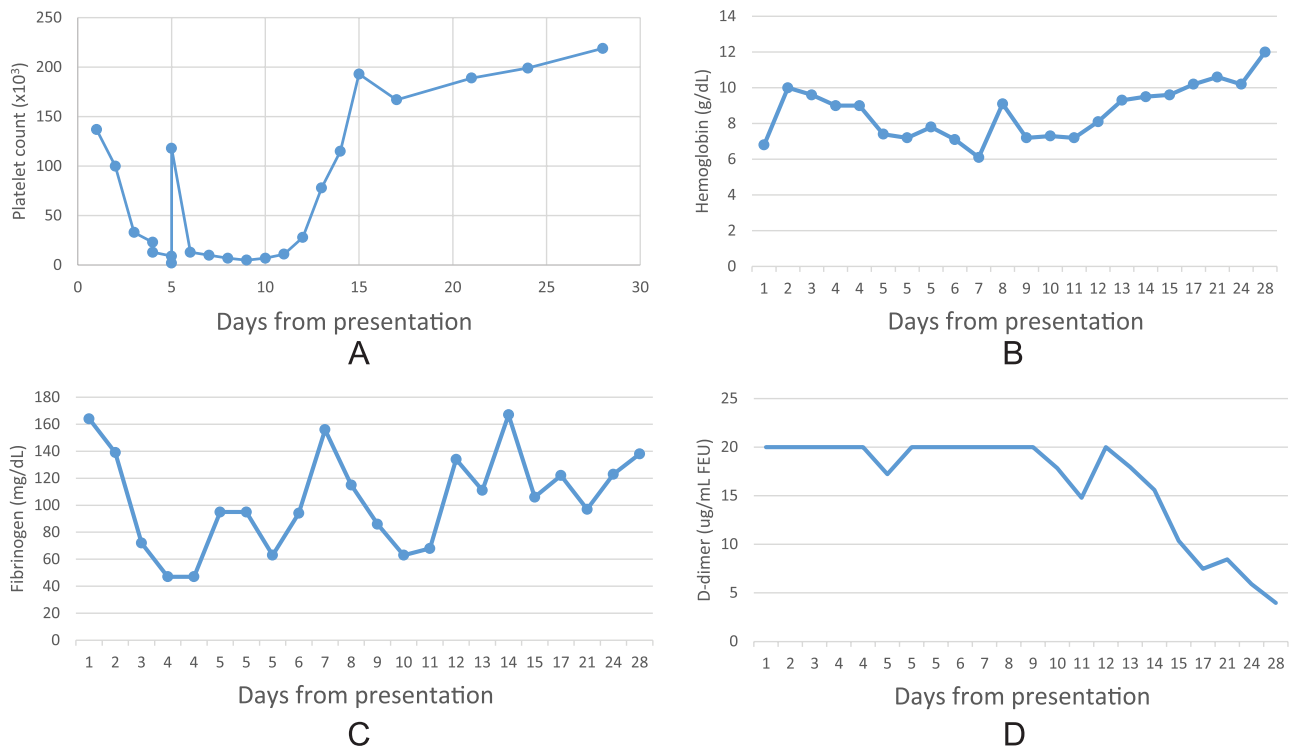 Platelet count (x10³)
250
200
150
100
50
0
0 5 10 15 20 25 30
Days from presentation
A
Hemoglobin (g/dL)
14
12
10
8
6
4
2
0
1 2 3 4 4 5 5 5 6 7 8 9 10 11 12 13 14 15 17 21 24 28
Days from presentation
B
Fibrinogen (mg/dL)
180
160
140
120
100
80
60
40
20
0
1 2 3 4 4 5 5 5 6 7 8 9 10 11 12 13 14 15 17 21 24 28
Days from presentation
C
D-dimer (ug/mL FEU)
25
20
15
10
5
0
1 2 3 4 4 5 5 5 6 7 8 9 10 11 12 13 14 15 17 21 24 28
Days from presentation
D